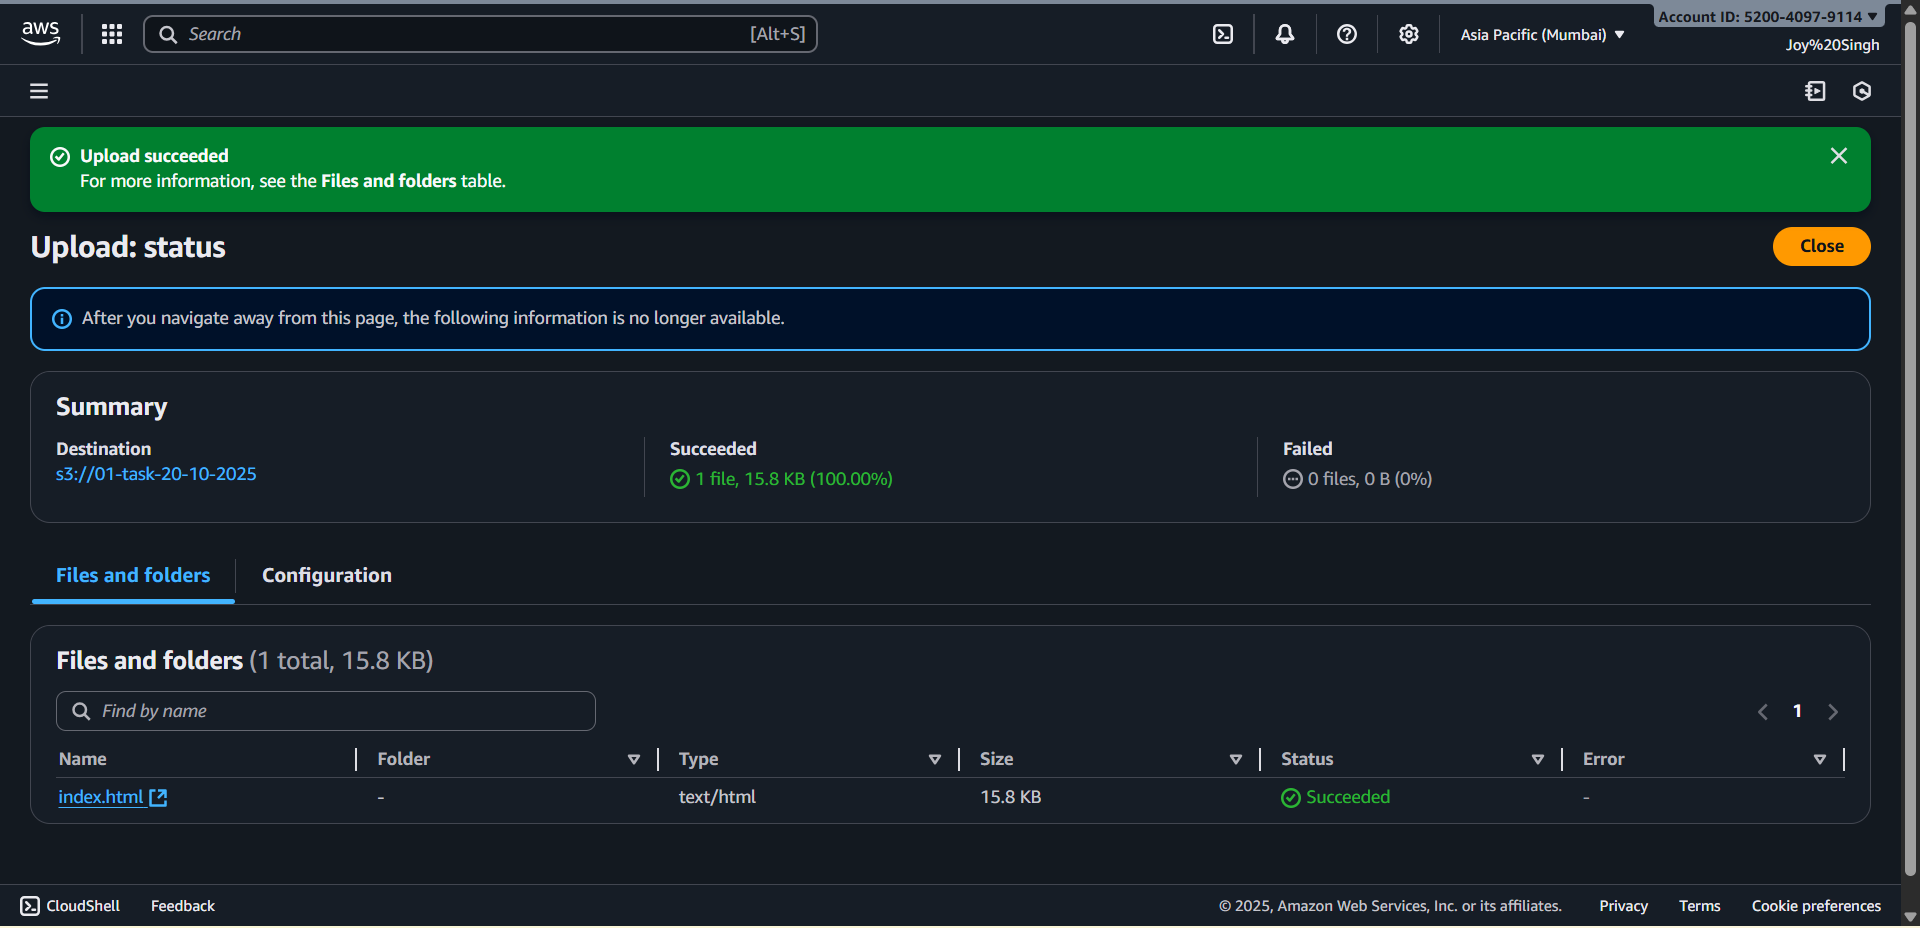 aws
Search
[Alt+S]
Asia Pacific (Mumbai)
Account ID: 5200-4097-9114
Joy%20Singh
Upload succeeded
For more information, see the Files and folders table.
Upload: status
Close
After you navigate away from this page, the following information is no longer available.
Summary
Destination
s3://01-task-20-10-2025
Succeeded
1 file, 15.8 KB (100.00%)
Failed
0 files, 0 B (0%)
Files and folders
Configuration
Files and folders (1 total, 15.8 KB)
Find by name
1
Name Folder Type Size Status Error
index.html - text/html 15.8 KB Succeeded -
CloudShell Feedback © 2025, Amazon Web Services, Inc. or its affiliates. Privacy Terms Cookie preferences